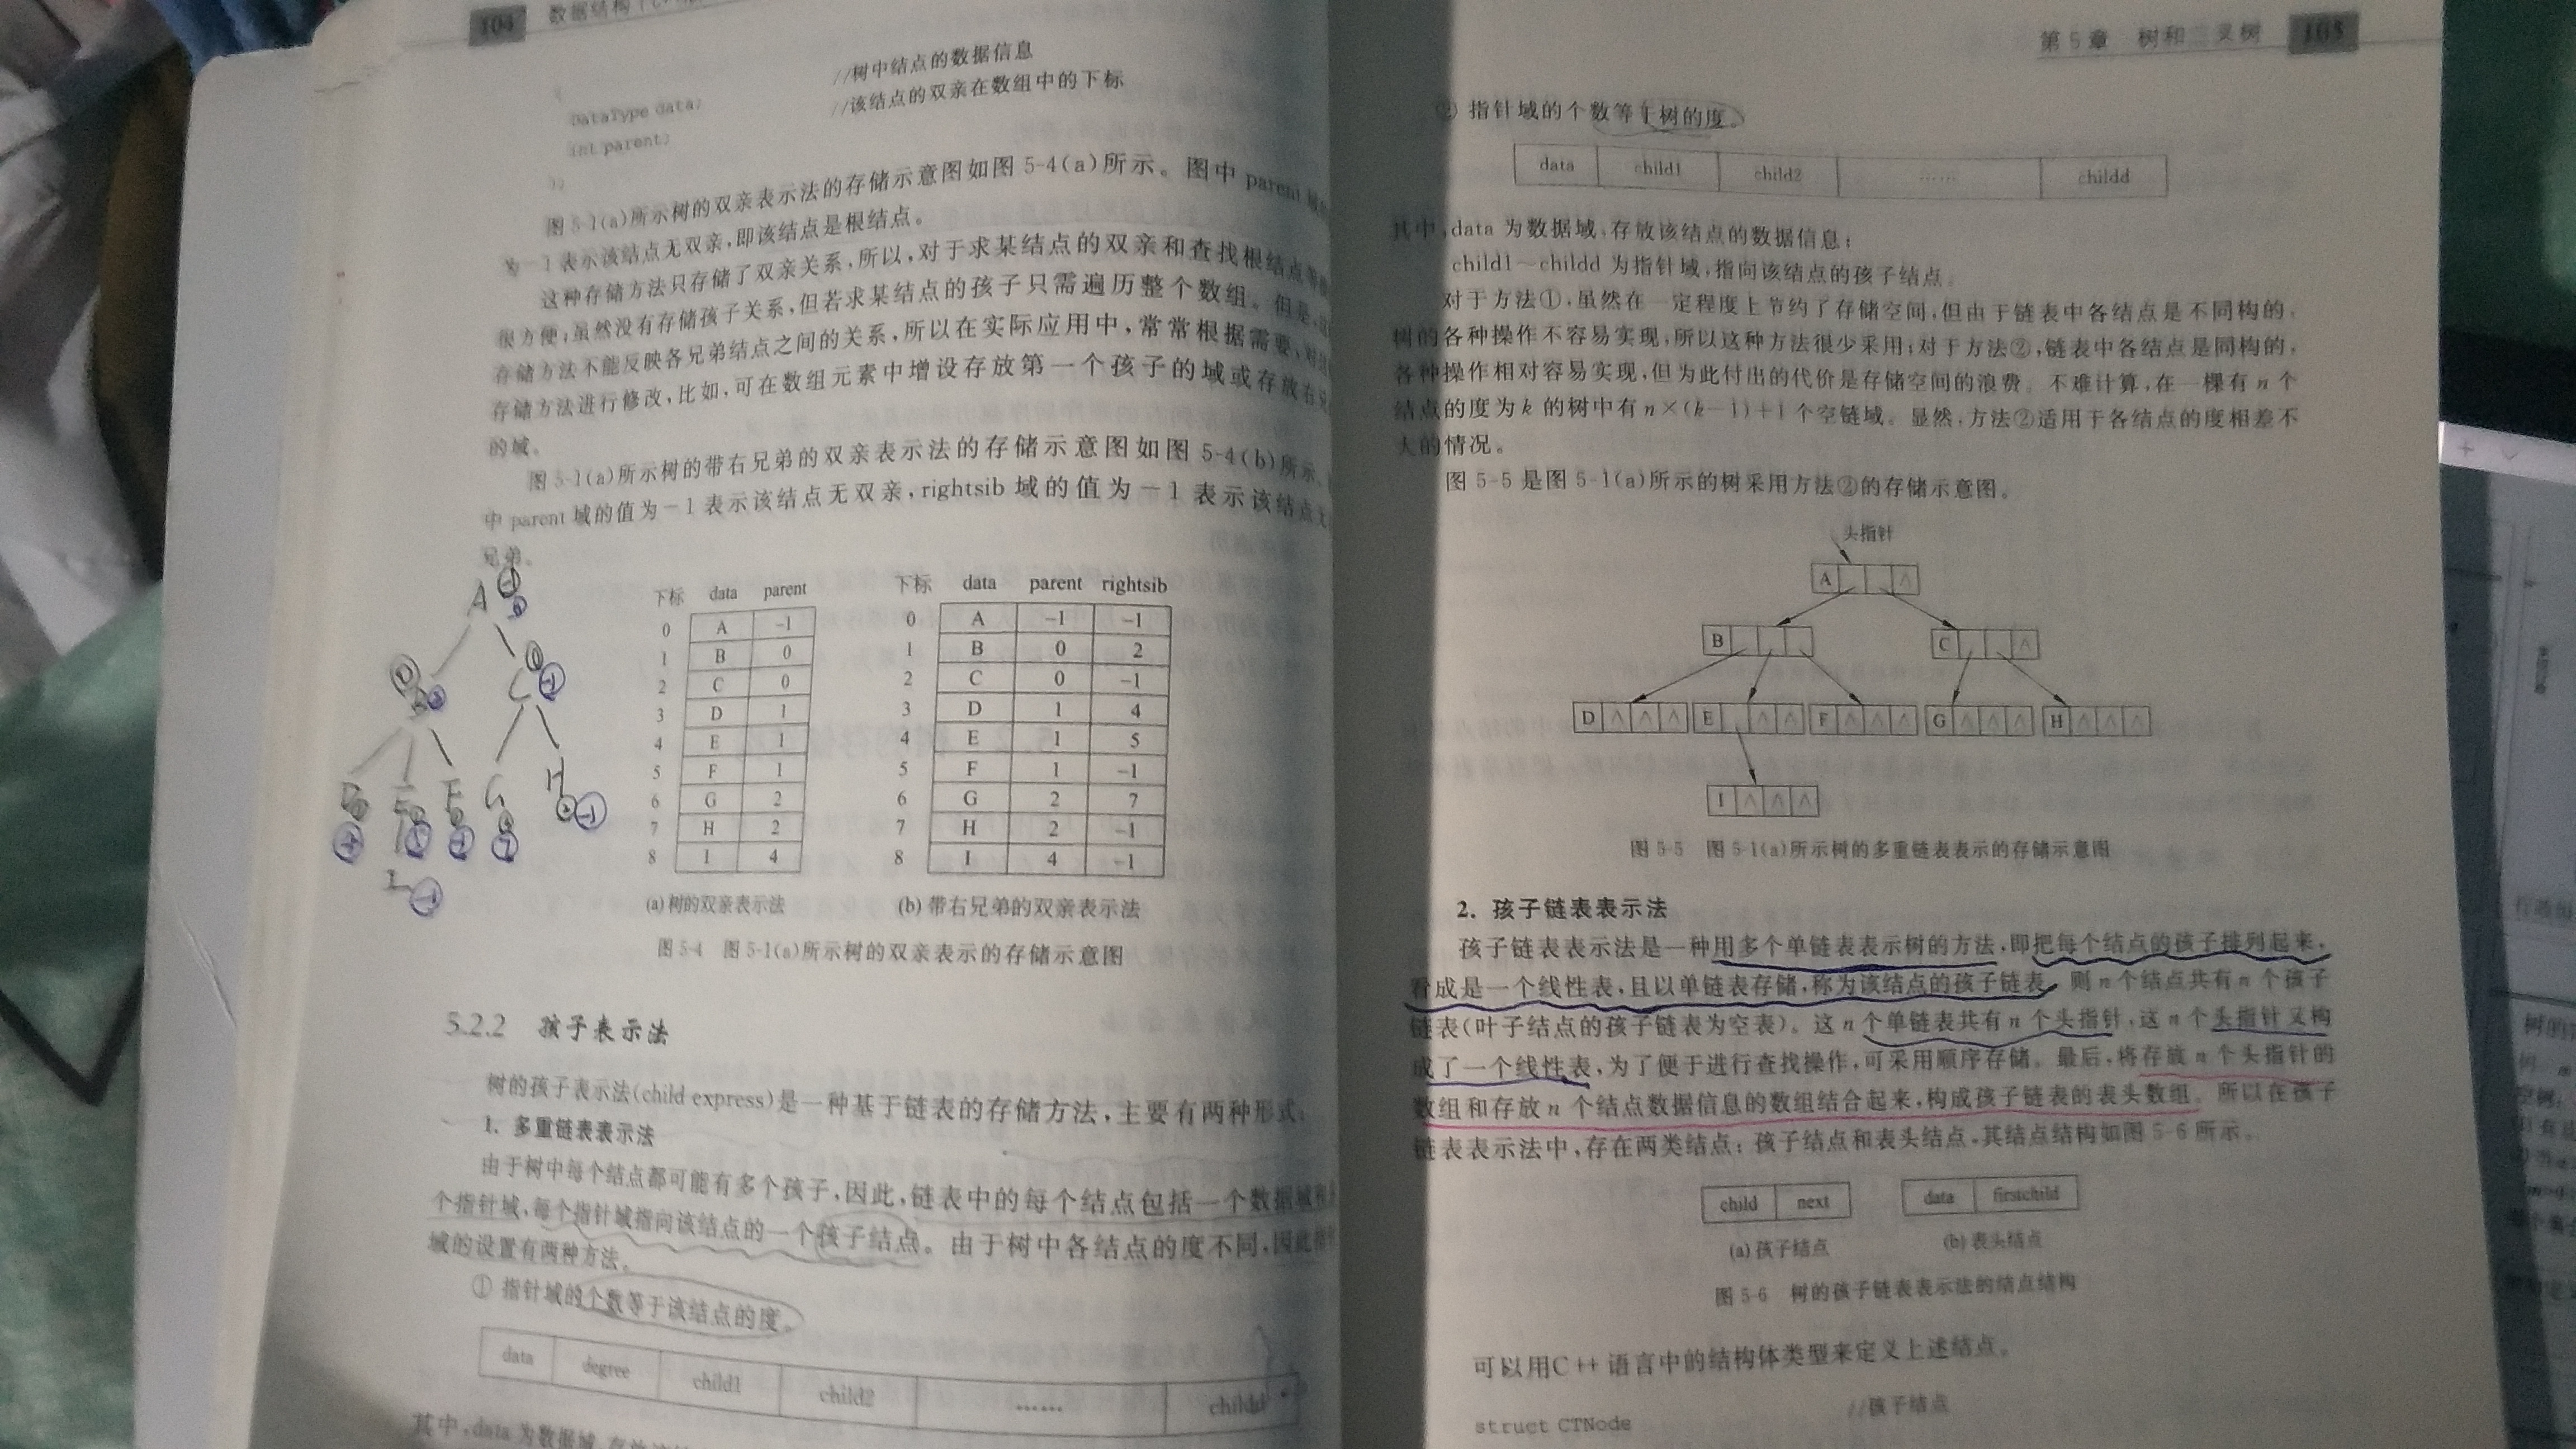 104 数据结构
//树中结点的数据信息
DataType data;
//该结点的双亲在数组中的下标
int parent;
};
图5-1(a)所示树的双亲表示法的存储示意图如图 5-4(a)所示。图中 parent
为-1表示该结点无双亲,即该结点是根结点。
这种存储方法只存储了双亲关系,所以,对于求某结点的双亲和查找根结点
很方便;虽然没有存储孩子关系,但若求某结点的孩子只需遍历整个数组。但是,
存储方法不能反映各兄弟结点之间的关系,所以在实际应用中,常常根据需要,对
存储方法进行修改,比如,可在数组元素中增设存放第一个孩子的域或存放右
的域。
图5-1(a)所示树的带右兄弟的双亲表示法的存储示意图如图 5-4(b)所示,
中 parent 域的值为-1表示该结点无双亲,rightsib 域的值为-1表示该结点
兄弟。
下标 data parent
0 A -1
1 B 0
2 C 0
3 D 1
4 E 1
5 F 1
6 G 2
7 H 2
8 I 4
(a) 树的双亲表示法
下标 data parent rightsib
0 A -1 -1
1 B 0 2
2 C 0 -1
3 D 1 4
4 E 1 5
5 F 1 -1
6 G 2 7
7 H 2 -1
8 I 4 -1
(b) 带右兄弟的双亲表示法
A -1
C
H -1
I -1
图5-4 图5-1(a)所示树的双亲表示的存储示意图
5.2.2 孩子表示法
树的孩子表示法(child express)是一种基于链表的存储方法,主要有两种形式:
1. 多重链表表示法
由于树中每个结点都可能有多个孩子,因此,链表中的每个结点包括一个数据域和
个指针域,每个指针域指向该结点的一个孩子结点。由于树中各结点的度不同,因此
域的设置有两种方法。
① 指针域的个数等于该结点的度。
data degree child1 child2 …… childd
其中,data为数据域,存放
第5章 树和二叉树 105
② 指针域的个数等于树的度。
data child1 child2 …… childd
其中,data 为数据域,存放该结点的数据信息;
child1~childd 为指针域,指向该结点的孩子结点。
对于方法①,虽然在一定程度上节约了存储空间,但由于链表中各结点是不同构的,
树的各种操作不容易实现,所以这种方法很少采用;对于方法②,链表中各结点是同构的,
各种操作相对容易实现,但为此付出的代价是存储空间的浪费。不难计算,在一棵有 n 个
结点的度为 k 的树中有 n×(k-1)+1 个空链域。显然,方法②适用于各结点的度相差不
大的情况。
图 5-5 是图 5-1(a)所示的树采用方法②的存储示意图。
头指针
A ∧
B C ∧
D ∧ ∧ ∧ E ∧ ∧ F ∧ ∧ ∧ G ∧ ∧ ∧ H ∧ ∧ ∧
I ∧ ∧ ∧
图 5-5 图 5-1(a)所示树的多重链表表示的存储示意图
2. 孩子链表表示法
孩子链表表示法是一种用多个单链表表示树的方法,即把每个结点的孩子排列起来,
看成是一个线性表,且以单链表存储,称为该结点的孩子链表。则 n 个结点共有 n 个孩子
链表(叶子结点的孩子链表为空表)。这 n 个单链表共有 n 个头指针,这 n 个头指针又构
成了一个线性表,为了便于进行查找操作,可采用顺序存储。最后,将存放 n 个头指针的
数组和存放 n 个结点数据信息的数组结合起来,构成孩子链表的表头数组。所以在孩子
链表表示法中,存在两类结点:孩子结点和表头结点,其结点结构如图 5-6 所示。
child next data firstchild
(a) 孩子结点 (b) 表头结点
图 5-6 树的孩子链表表示法的结点结构
可以用C++语言中的结构体类型来定义上述结点。
struct CTNode //孩子结点